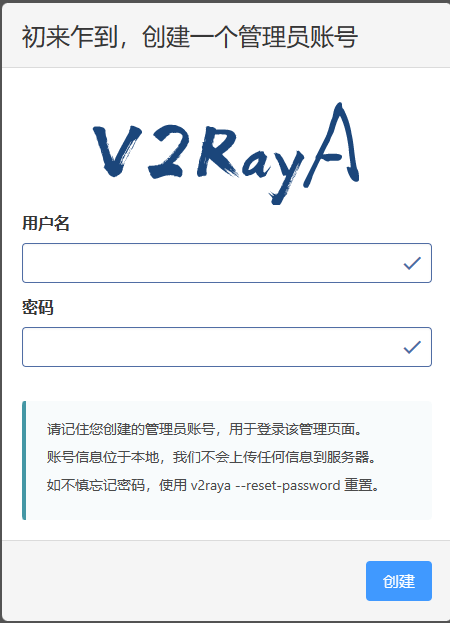 初来乍到，创建一个管理员账号
V2RayA
用户名
密码
请记住您创建的管理员账号，用于登录该管理页面。
账号信息位于本地，我们不会上传任何信息到服务器。
如不慎忘记密码，使用 v2raya --reset-password 重置。
创建